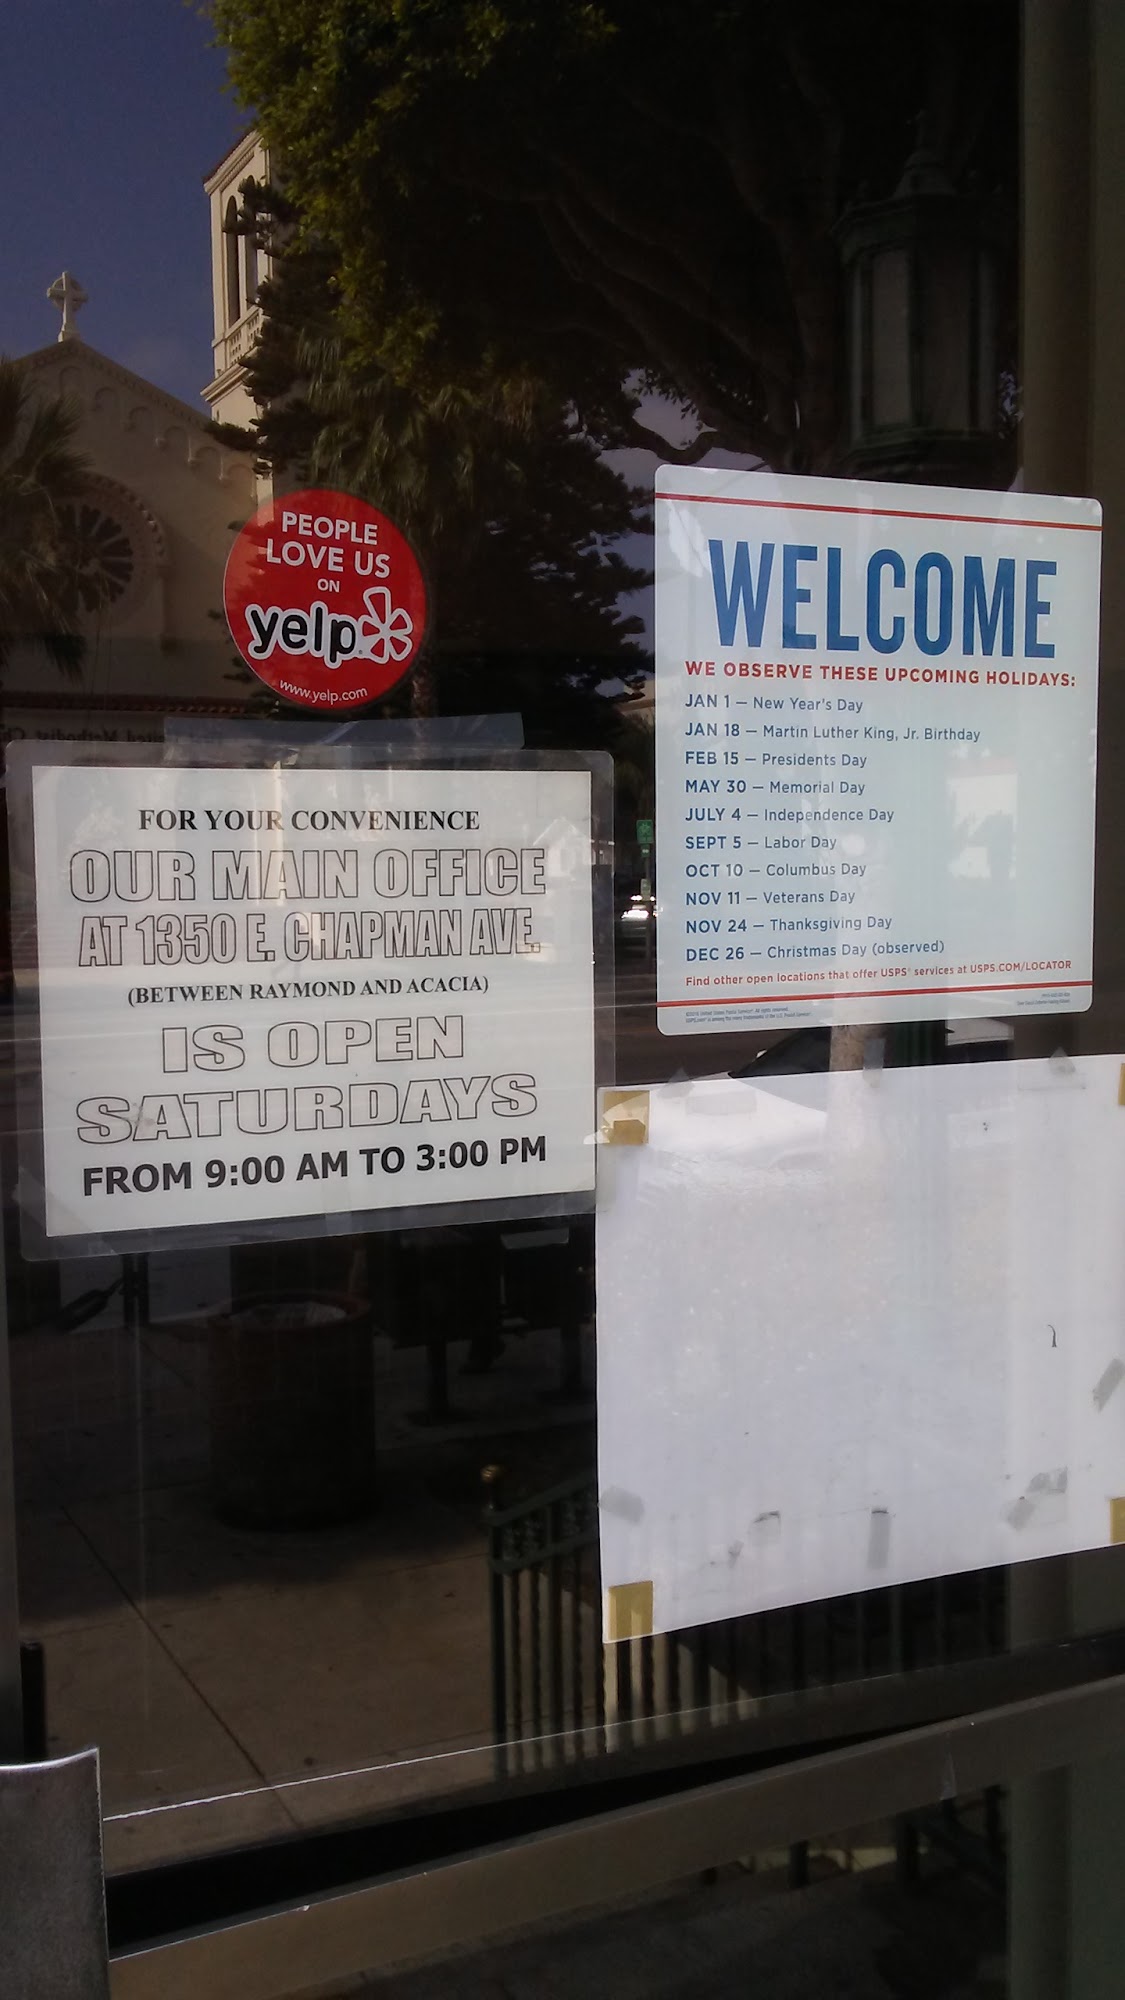 PEOPLE
LOVE US
ON
yelp
www.yelp.com
WELCOME
WE OBSERVE THESE UPCOMING HOLIDAYS:
JAN 1 — New Year's Day
JAN 18 — Martin Luther King, Jr. Birthday
FEB 15 — Presidents Day
MAY 30 — Memorial Day
JULY 4 — Independence Day
SEPT 5 — Labor Day
OCT 10 — Columbus Day
NOV 11 — Veterans Day
NOV 24 — Thanksgiving Day
DEC 26 — Christmas Day (observed)
Find other open locations that offer USPS® services at USPS.COM/LOCATOR
FOR YOUR CONVENIENCE
OUR MAIN OFFICE
AT 1350 E. CHAPMAN AVE.
(BETWEEN RAYMOND AND ACACIA)
IS OPEN
SATURDAYS
FROM 9:00 AM TO 3:00 PM